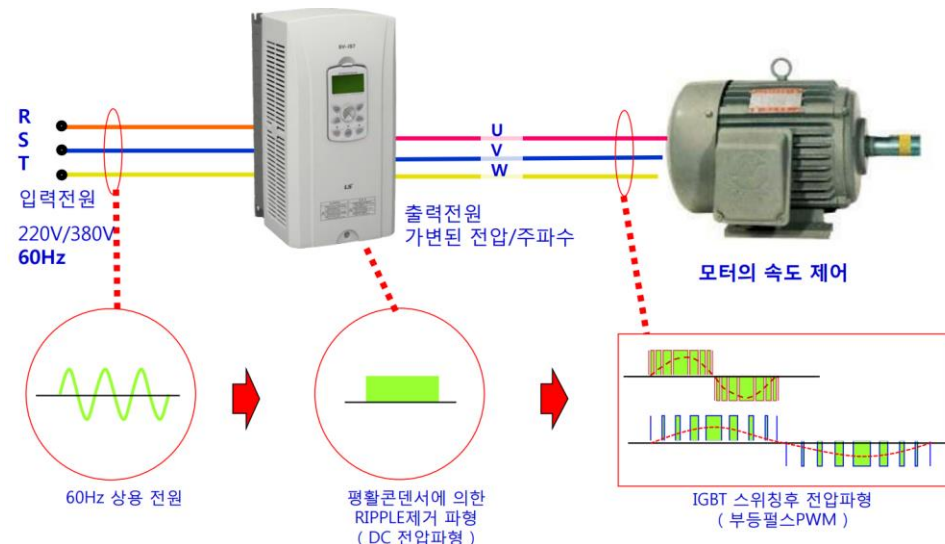 R
S
T
입력전원
220V/380V
60Hz
LS
U
V
W
출력전원
가변된 전압/주파수
모터의 속도 제어
60Hz 상용 전원
평활콘덴서에 의한
RIPPLE제거 파형
( DC 전압파형 )
IGBT 스위칭후 전압파형
( 부등펄스PWM )